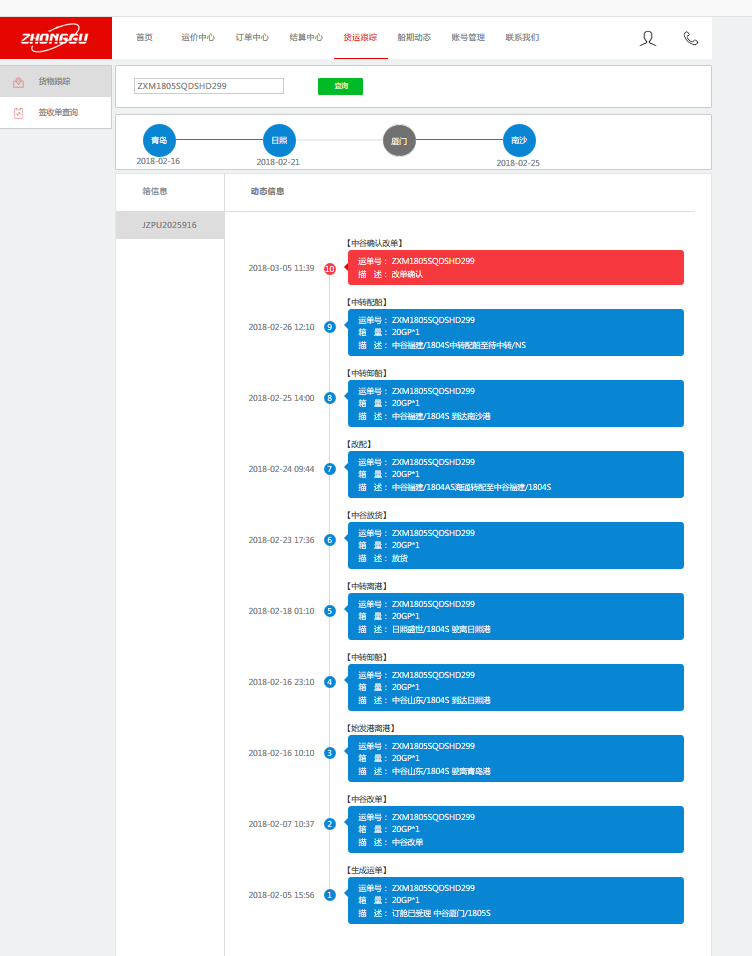 ZHONGGU
首页 运价中心 订单中心 结算中心 货运跟踪 船期动态 账号管理 联系我们
货物跟踪
签收单查询
ZXM1805SQDSHD299 查询
青岛 日照 厦门 南沙
2018-02-16 2018-02-21 2018-02-25
箱信息 动态信息
JZPU2025916
【中谷确认改单】
2018-03-05 11:39 10
运单号： ZXM1805SQDSHD299
描 述： 改单确认
【中转配船】
2018-02-26 12:10 9
运单号： ZXM1805SQDSHD299
箱 量： 20GP*1
描 述： 中谷福建/1804S中转配船至待中转/NS
【中转卸船】
2018-02-25 14:00 8
运单号： ZXM1805SQDSHD299
箱 量： 20GP*1
描 述： 中谷福建/1804S 到达南沙港
【改配】
2018-02-24 09:44 7
运单号： ZXM1805SQDSHD299
箱 量： 20GP*1
描 述： 中谷福建/1804AS海通转配至中谷福建/1804S
【中谷放货】
2018-02-23 17:36 6
运单号： ZXM1805SQDSHD299
箱 量： 20GP*1
描 述： 放货
【中转离港】
2018-02-18 01:10 5
运单号： ZXM1805SQDSHD299
箱 量： 20GP*1
描 述： 日照盛世/1804S 驶离日照港
【中转卸船】
2018-02-16 23:10 4
运单号： ZXM1805SQDSHD299
箱 量： 20GP*1
描 述： 中谷山东/1804S 到达日照港
【始发港离港】
2018-02-16 10:10 3
运单号： ZXM1805SQDSHD299
箱 量： 20GP*1
描 述： 中谷山东/1804S 驶离青岛港
【中谷改单】
2018-02-07 10:37 2
运单号： ZXM1805SQDSHD299
箱 量： 20GP*1
描 述： 中谷改单
【生成运单】
2018-02-05 15:56 1
运单号： ZXM1805SQDSHD299
箱 量： 20GP*1
描 述： 订舱已受理 中谷厦门/1805S